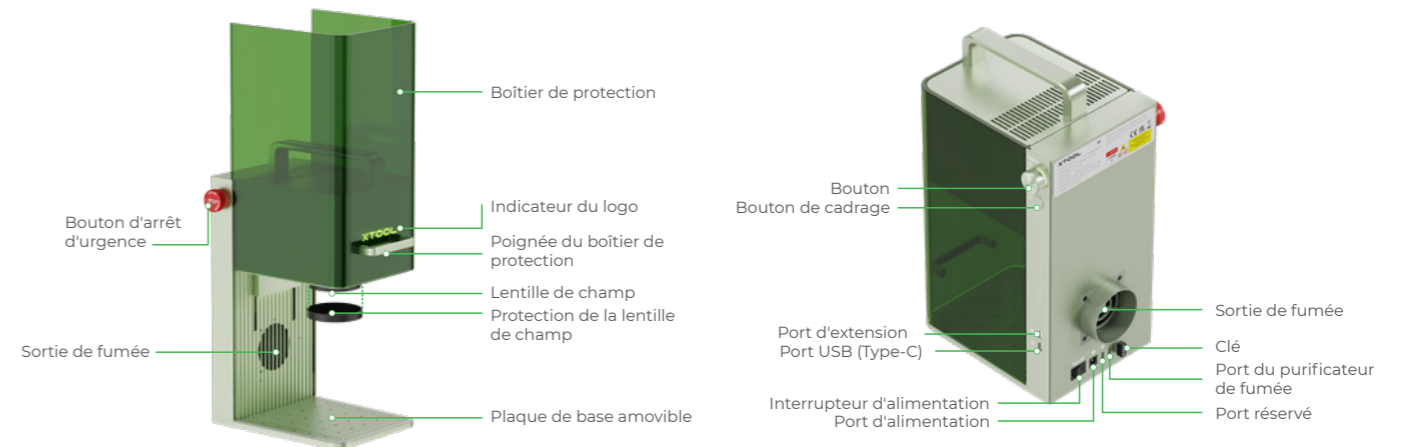 Boîtier de protection
Indicateur du logo
Poignée du boîtier de
protection
Lentille de champ
Protection de la lentille
de champ
Plaque de base amovible
Bouton d'arrêt
d'urgence
Sortie de fumée
XTOOL
Bouton
Bouton de cadrage
Port d'extension
Port USB (Type-C)
Interrupteur d'alimentation
Port d'alimentation
XTOOL
Sortie de fumée
Clé
Port du purificateur
de fumée
Port réservé